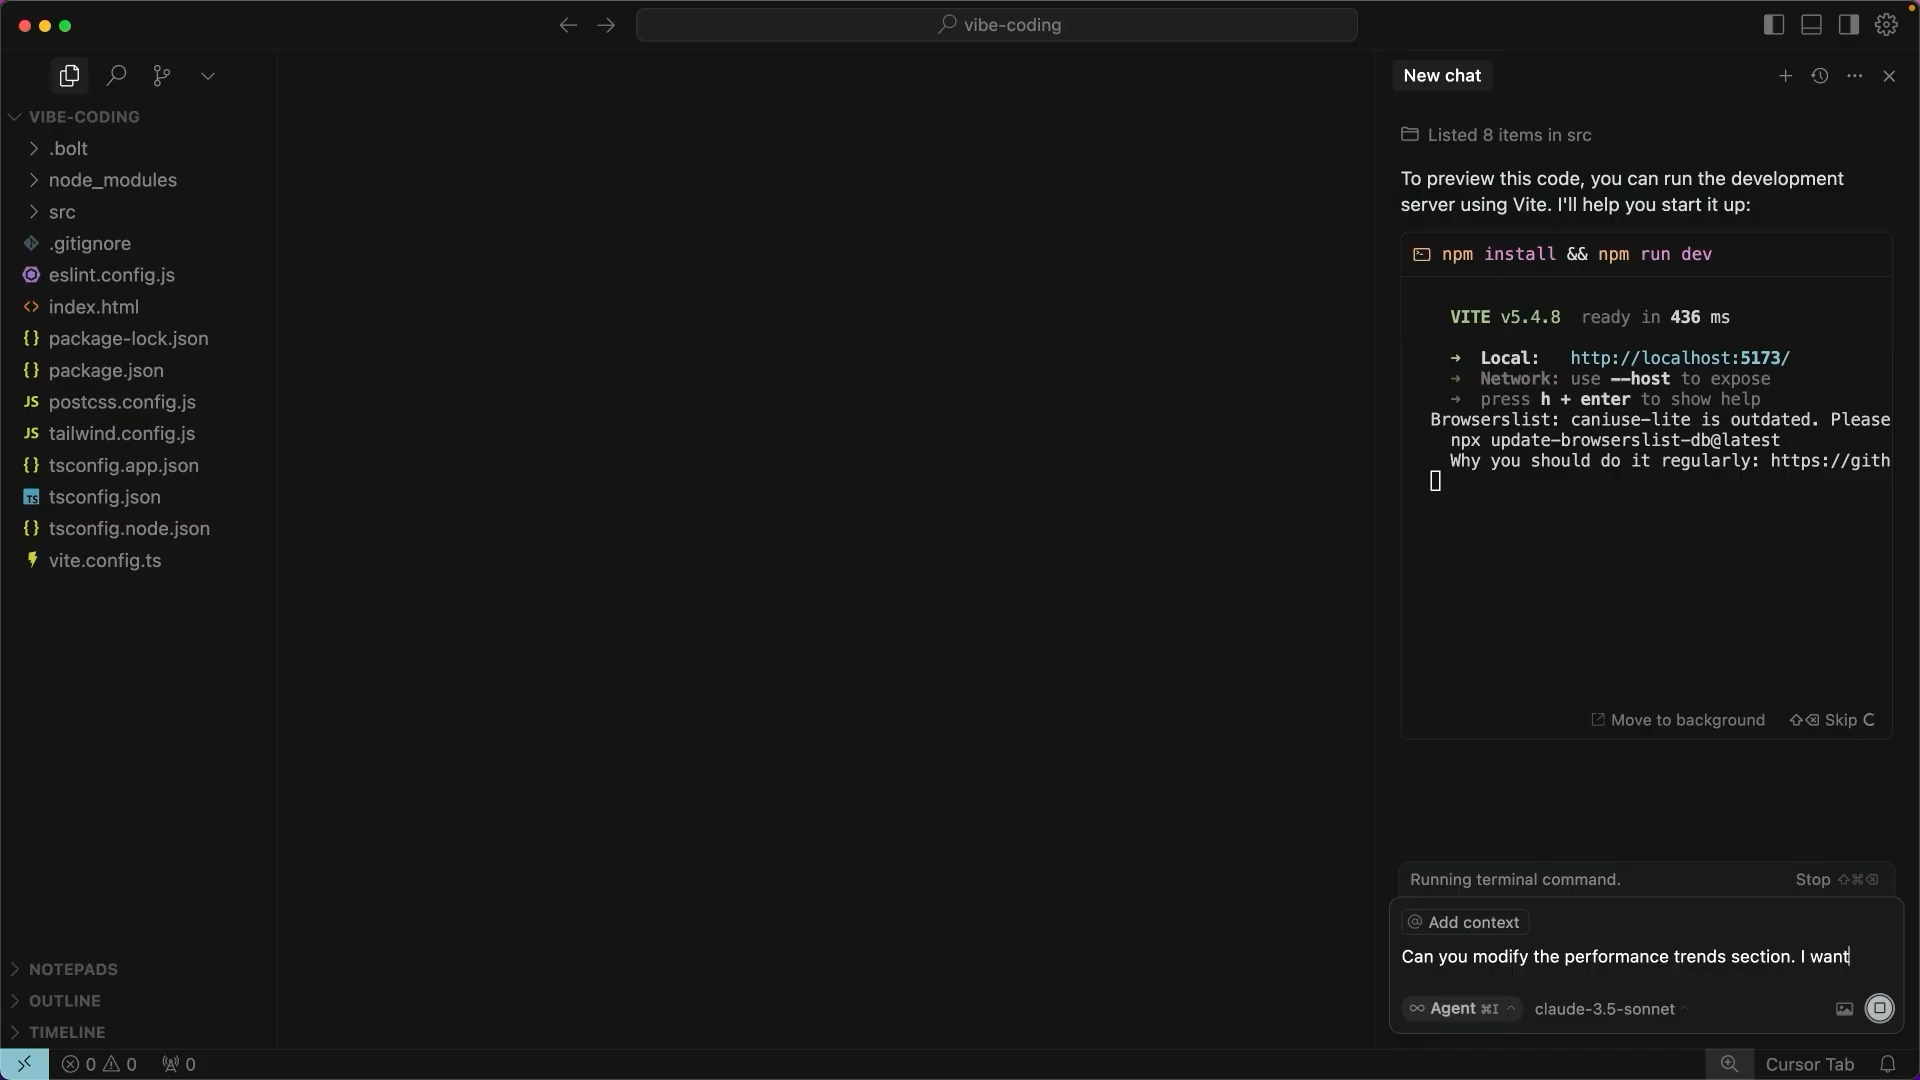 vibe-coding
New chat
VIBE-CODING
.bolt
node_modules
src
.gitignore
eslint.config.js
index.html
package-lock.json
package.json
postcss.config.js
tailwind.config.js
tsconfig.app.json
tsconfig.json
tsconfig.node.json
vite.config.ts
NOTEPADS
OUTLINE
TIMELINE
Listed 8 items in src
To preview this code, you can run the development
server using Vite. I'll help you start it up:
npm install && npm run dev
VITE v5.4.8 ready in 436 ms
➜ Local: http://localhost:5173/
➜ Network: use --host to expose
➜ press h + enter to show help
Browserslist: caniuse-lite is outdated. Please
npx update-browserslist-db@latest
Why you should do it regularly: https://gith
Move to background ⇧⌫ Skip
Running terminal command. Stop ⇧⌘⌫
@ Add context
Can you modify the performance trends section. I want
∞ Agent ⌘I claude-3.5-sonnet
0 0 0
Cursor Tab